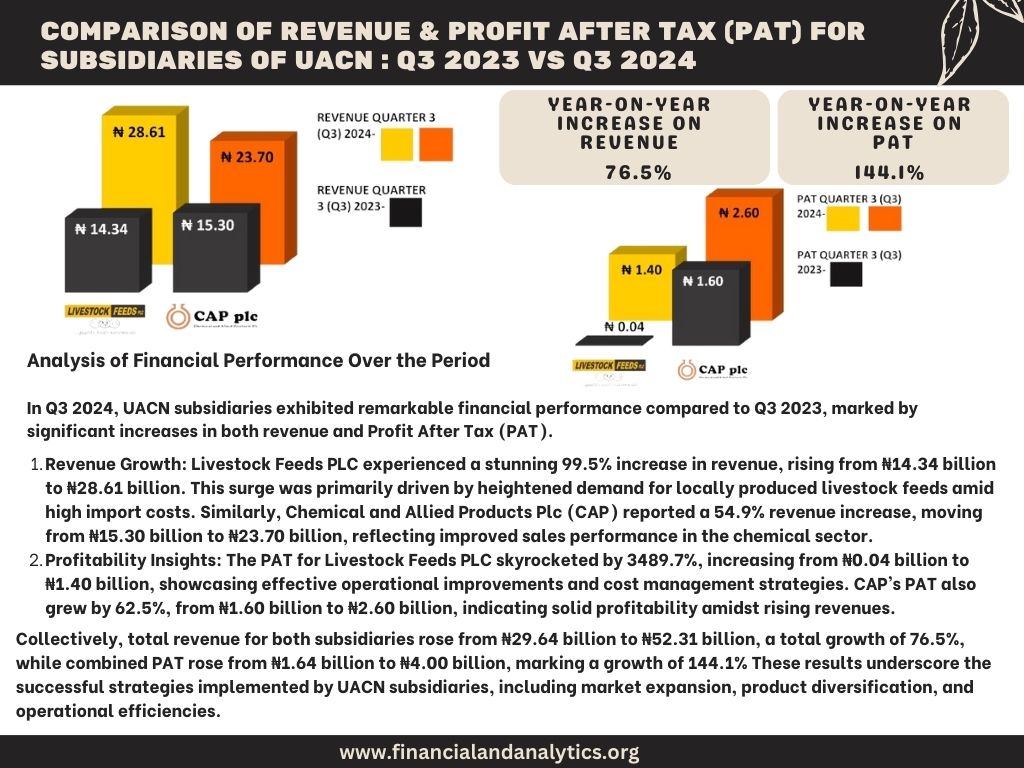 COMPARISON OF REVENUE & PROFIT AFTER TAX (PAT) FOR
SUBSIDIARIES OF UACN : Q3 2023 VS Q3 2024
₦ 28.61
₦ 23.70
₦ 14.34
₦ 15.30
REVENUE QUARTER 3
(Q3) 2024-
REVENUE QUARTER
3 (Q3) 2023-
LIVESTOCK FEEDS PLC
CAP plc
Chemical and Allied Products Plc
YEAR-ON-YEAR
INCREASE ON
REVENUE
76.5%
YEAR-ON-YEAR
INCREASE ON
PAT
144.1%
₦ 2.60
₦ 1.40
₦ 1.60
₦ 0.04
PAT QUARTER 3 (Q3)
2024-
PAT QUARTER 3 (Q3)
2023-
LIVESTOCK FEEDS PLC
CAP plc
Analysis of Financial Performance Over the Period
In Q3 2024, UACN subsidiaries exhibited remarkable financial performance compared to Q3 2023, marked by
significant increases in both revenue and Profit After Tax (PAT).
1. Revenue Growth: Livestock Feeds PLC experienced a stunning 99.5% increase in revenue, rising from ₦14.34 billion
to ₦28.61 billion. This surge was primarily driven by heightened demand for locally produced livestock feeds amid
high import costs. Similarly, Chemical and Allied Products Plc (CAP) reported a 54.9% revenue increase, moving
from ₦15.30 billion to ₦23.70 billion, reflecting improved sales performance in the chemical sector.
2. Profitability Insights: The PAT for Livestock Feeds PLC skyrocketed by 3489.7%, increasing from ₦0.04 billion to
₦1.40 billion, showcasing effective operational improvements and cost management strategies. CAP's PAT also
grew by 62.5%, from ₦1.60 billion to ₦2.60 billion, indicating solid profitability amidst rising revenues.
Collectively, total revenue for both subsidiaries rose from ₦29.64 billion to ₦52.31 billion, a total growth of 76.5%,
while combined PAT rose from ₦1.64 billion to ₦4.00 billion, marking a growth of 144.1% These results underscore the
successful strategies implemented by UACN subsidiaries, including market expansion, product diversification, and
operational efficiencies.
www.financialandanalytics.org